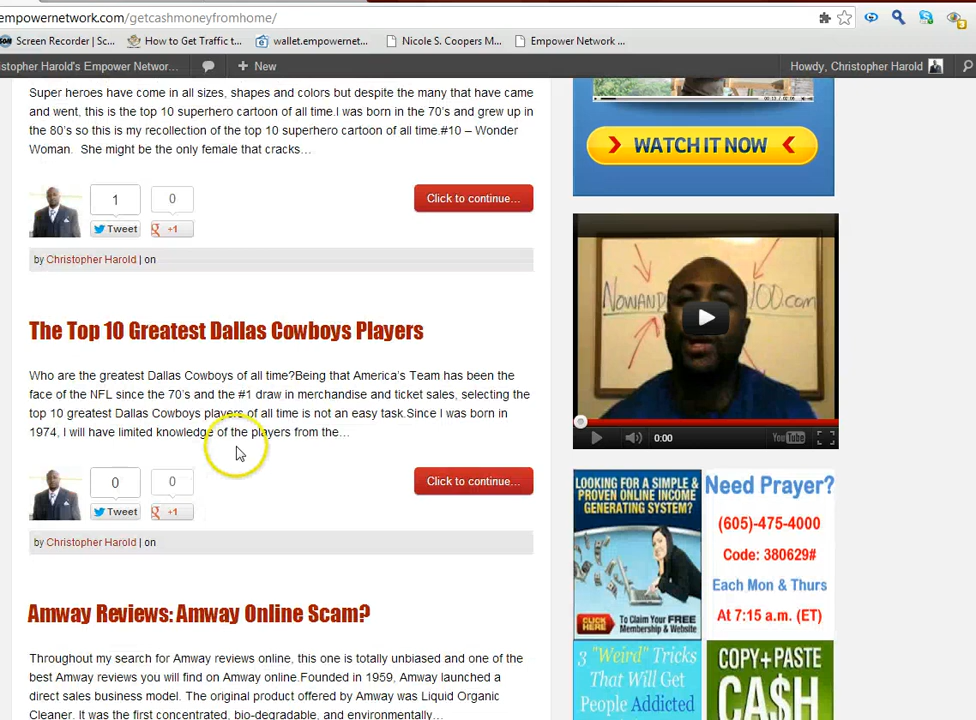 empowernetwork.com/getcashmoneyfromhome/
Screen Recorder | Sc...
How to Get Traffic t...
wallet.empowernet...
Nicole S. Coopers M...
Empower Network ...
stopher Harold's Empower Networ...
+ New
Howdy, Christopher Harold
Super heroes have come in all sizes, shapes and colors but despite the many that have came
and went, this is the top 10 superhero cartoon of all time.I was born in the 70's and grew up in
the 80's so this is my recollection of the top 10 superhero cartoon of all time.#10 – Wonder
Woman. She might be the only female that cracks…
1
0
Tweet
+1
Click to continue…
by Christopher Harold | on
The Top 10 Greatest Dallas Cowboys Players
Who are the greatest Dallas Cowboys of all time?Being that America's Team has been the
face of the NFL since the 70's and the #1 draw in merchandise and ticket sales, selecting the
top 10 greatest Dallas Cowboys players of all time is not an easy task.Since I was born in
1974, I will have limited knowledge of the players from the…
0
0
Tweet
+1
Click to continue…
by Christopher Harold | on
Amway Reviews: Amway Online Scam?
Throughout my search for Amway reviews online, this one is totally unbiased and one of the
best Amway reviews you will find on Amway online.Founded in 1959, Amway launched a
direct sales business model. The original product offered by Amway was Liquid Organic
Cleaner. It was the first concentrated, bio-degradable, and environmentally…
WATCH IT NOW
NOWAND
100.com
0:00
YouTube
LOOKING FOR A SIMPLE &
PROVEN ONLINE INCOME
GENERATING SYSTEM?
CLICK HERE
To Claim Your FREE
Membership & Website
Need Prayer?
(605)-475-4000
Code: 380629#
Each Mon & Thurs
At 7:15 a.m. (ET)
3 "Weird" Tricks
That Will Get
People Addicted
COPY+PASTE
CA$H